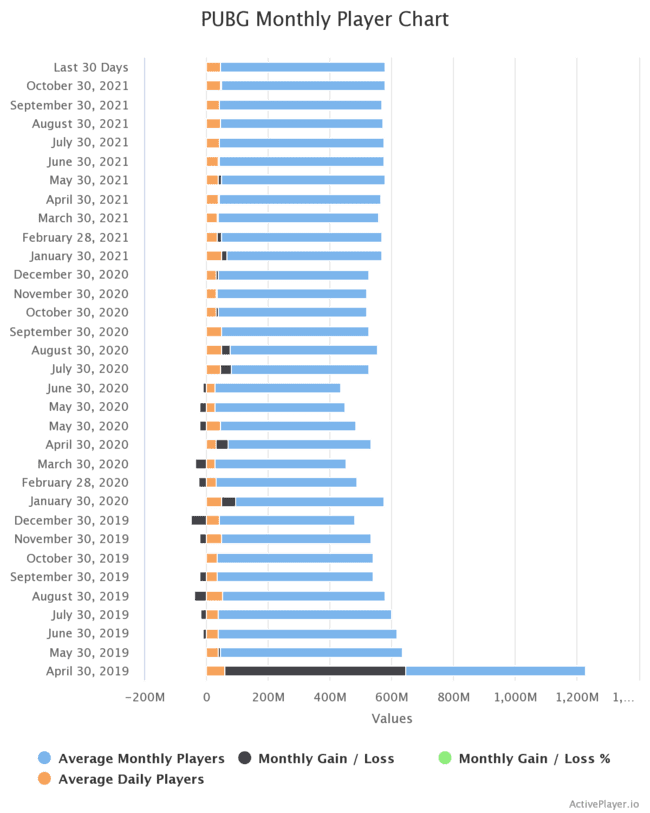 PUBG Monthly Player Chart
Last 30 Days
October 30, 2021
September 30, 2021
August 30, 2021
July 30, 2021
June 30, 2021
May 30, 2021
April 30, 2021
March 30, 2021
February 28, 2021
January 30, 2021
December 30, 2020
November 30, 2020
October 30, 2020
September 30, 2020
August 30, 2020
July 30, 2020
June 30, 2020
May 30, 2020
May 30, 2020
April 30, 2020
March 30, 2020
February 28, 2020
January 30, 2020
December 30, 2019
November 30, 2019
October 30, 2019
September 30, 2019
August 30, 2019
July 30, 2019
June 30, 2019
May 30, 2019
April 30, 2019
-200M 0 200M 400M 600M 800M 1,000M 1,200M 1,...
Values
Average Monthly Players Monthly Gain / Loss Monthly Gain / Loss %
Average Daily Players
ActivePlayer.io